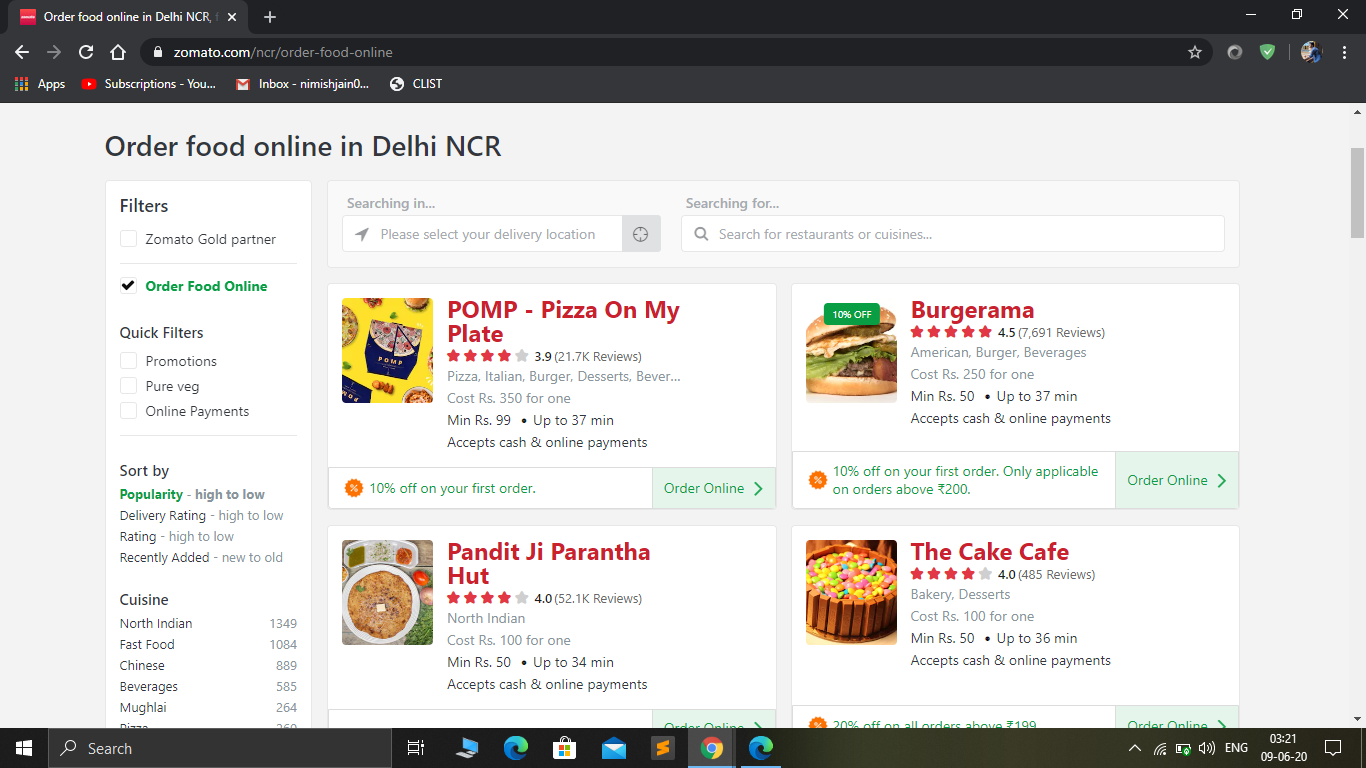 zomato
Order food online in Delhi NCR,
zomato.com/ncr/order-food-online
Apps
Subscriptions - You...
Inbox - nimishjain0...
CLIST
Order food online in Delhi NCR
Filters
Zomato Gold partner
Order Food Online
Quick Filters
Promotions
Pure veg
Online Payments
Sort by
Popularity - high to low
Delivery Rating - high to low
Rating - high to low
Recently Added - new to old
Cuisine
North Indian 1349
Fast Food 1084
Chinese 889
Beverages 585
Mughlai 264
Pizza 260
Searching in...
Please select your delivery location
Searching for...
Search for restaurants or cuisines...
POMP
POMP - Pizza On My
Plate
3.9 (21.7K Reviews)
Pizza, Italian, Burger, Desserts, Bever...
Cost Rs. 350 for one
Min Rs. 99 • Up to 37 min
Accepts cash & online payments
10% off on your first order.
Order Online
10% OFF
Burgerama
4.5 (7,691 Reviews)
American, Burger, Beverages
Cost Rs. 250 for one
Min Rs. 50 • Up to 37 min
Accepts cash & online payments
10% off on your first order. Only applicable
on orders above ₹200.
Order Online
Pandit Ji Parantha
Hut
4.0 (52.1K Reviews)
North Indian
Cost Rs. 100 for one
Min Rs. 50 • Up to 34 min
Accepts cash & online payments
Order Online
The Cake Cafe
4.0 (485 Reviews)
Bakery, Desserts
Cost Rs. 100 for one
Min Rs. 50 • Up to 36 min
Accepts cash & online payments
20% off on all orders above ₹199
Order Online
Search
ENG
03:21
09-06-20